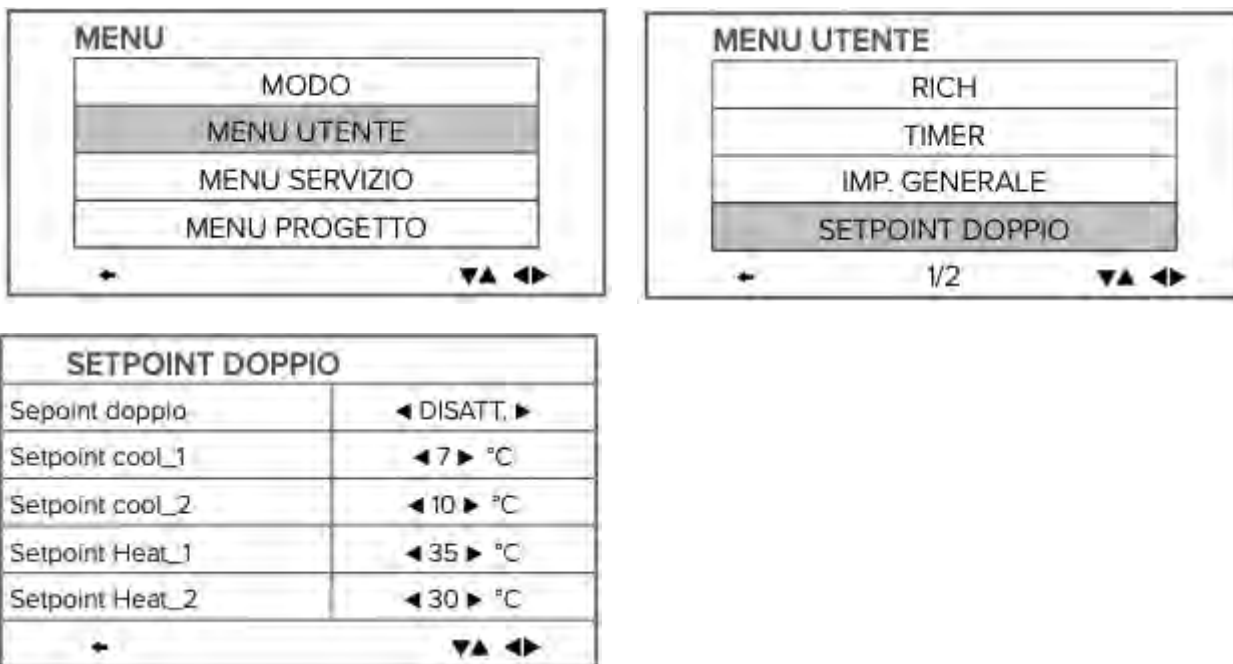 MENU
MODO
MENU UTENTE
MENU SERVIZIO
MENU PROGETTO
MENU UTENTE
RICH
TIMER
IMP. GENERALE
SETPOINT DOPPIO
1/2
SETPOINT DOPPIO
Sepoint doppio ◄ DISATT. ►
Setpoint cool_1 ◄ 7 ► °C
Setpoint cool_2 ◄ 10 ► °C
Setpoint Heat_1 ◄ 35 ► °C
Setpoint Heat_2 ◄ 30 ► °C